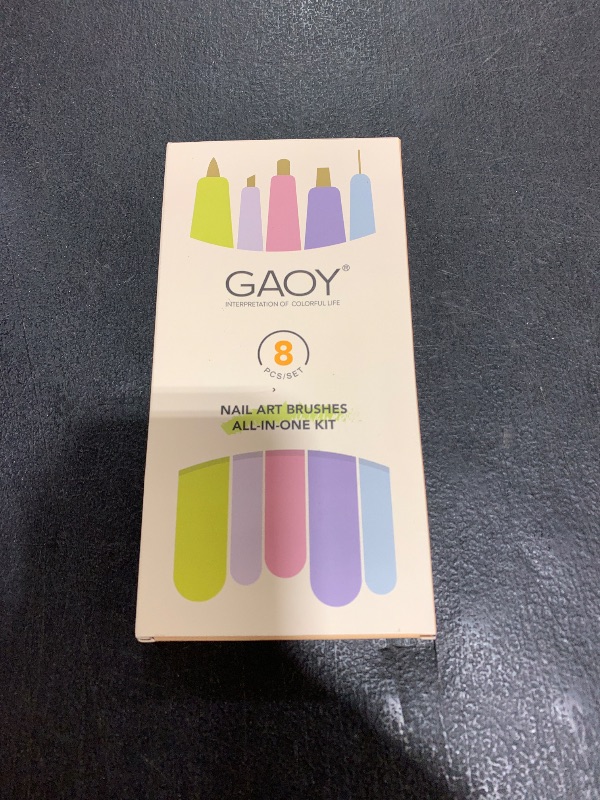 GAOY®
INTERPRETATION OF COLORFUL LIFE
8
PCS/SET
NAIL ART BRUSHES
ALL-IN-ONE KIT